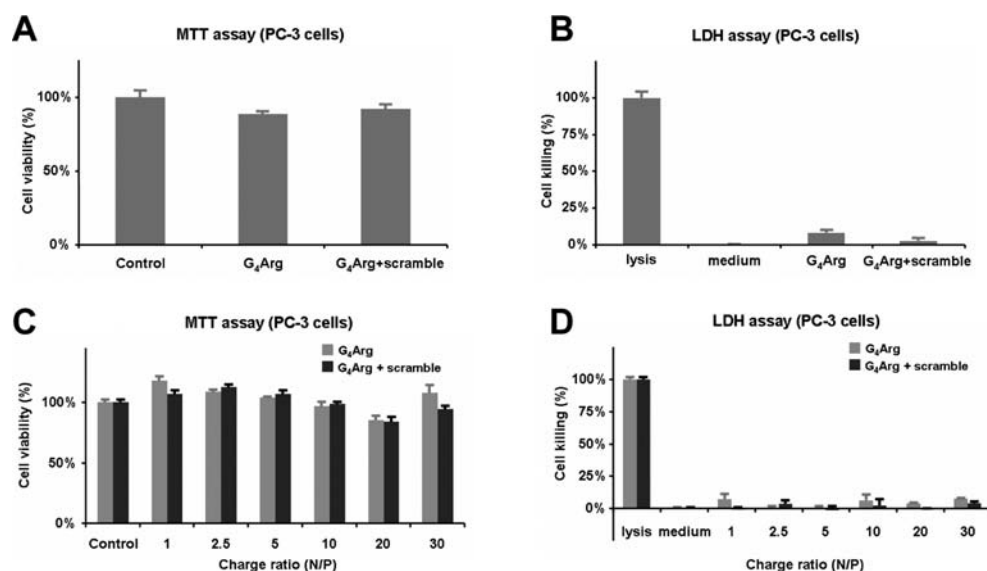 A
MTT assay (PC-3 cells)
Cell viability (%)
100%
50%
0%
Control
G₄Arg
G₄Arg+scramble
B
LDH assay (PC-3 cells)
Cell killing (%)
100%
75%
50%
25%
0%
lysis
medium
G₄Arg
G₄Arg+scramble
C
MTT assay (PC-3 cells)
G₄Arg
G₄Arg + scramble
Cell viability (%)
100%
50%
0%
Control 1 2.5 5 10 20 30
Charge ratio (N/P)
D
LDH assay (PC-3 cells)
G₄Arg
G₄Arg + scramble
Cell killing (%)
100%
75%
50%
25%
0%
lysis medium 1 2.5 5 10 20 30
Charge ratio (N/P)